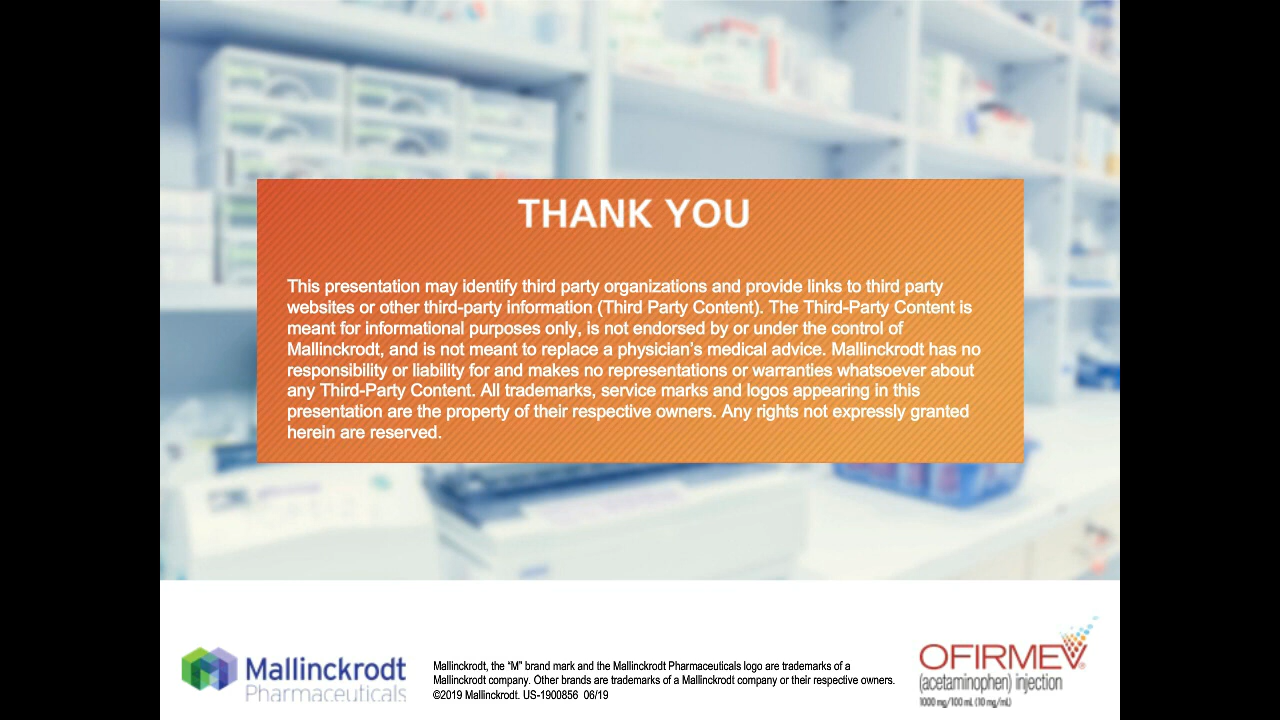 THANK YOU
This presentation may identify third party organizations and provide links to third party
websites or other third-party information (Third Party Content). The Third-Party Content is
meant for informational purposes only, is not endorsed by or under the control of
Mallinckrodt, and is not meant to replace a physician’s medical advice. Mallinckrodt has no
responsibility or liability for and makes no representations or warranties whatsoever about
any Third-Party Content. All trademarks, service marks and logos appearing in this
presentation are the property of their respective owners. Any rights not expressly granted
herein are reserved.
Mallinckrodt
Pharmaceuticals
Mallinckrodt, the “M” brand mark and the Mallinckrodt Pharmaceuticals logo are trademarks of a
Mallinckrodt company. Other brands are trademarks of a Mallinckrodt company or their respective owners.
©2019 Mallinckrodt. US-1900856 06/19
OFIRMEV®
(acetaminophen) injection
1000 mg/100 mL (10 mg/mL)